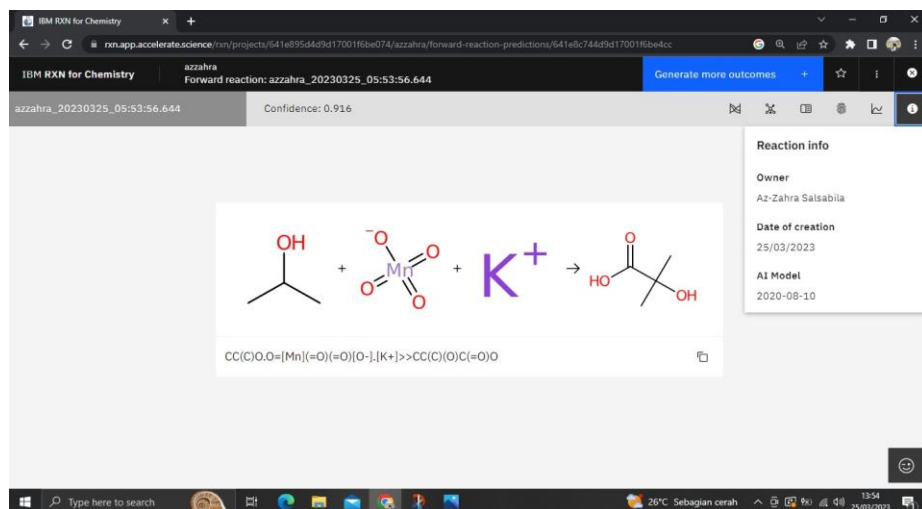 IBM RXN for Chemistry
rxn.app.accelerate.science/rxn/projects/641e895d4d9d17001f6be074/azzahra/forward-reaction-predictions/641e8c744d9d17001f6be4cc
IBM RXN for Chemistry
azzahra
Forward reaction: azzahra_20230325_05:53:56.644
Generate more outcomes +
azzahra_20230325_05:53:56.644
Confidence: 0.916
Reaction info
Owner
Az-Zahra Salsabila
Date of creation
25/03/2023
AI Model
2020-08-10
OH
+
⁻O
Mn
O
O
O
+
K⁺
→
O
HO
OH
CC(C)O.O=[Mn](=O)(=O)[O-].[K+]>>CC(C)(O)C(=O)O
Type here to search
26°C Sebagian cerah
13:54
25/03/2023